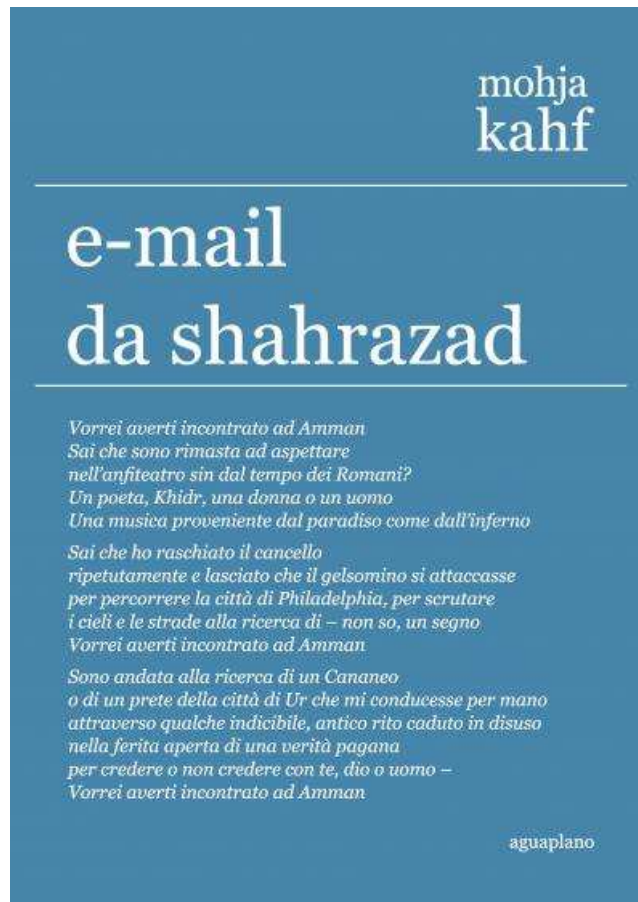 mohja
kahf
e-mail
da shahrazad
Vorrei averti incontrato ad Amman
Sai che sono rimasta ad aspettare
nell'anfiteatro sin dal tempo dei Romani?
Un poeta, Khidr, una donna o un uomo
Una musica proveniente dal paradiso come dall'inferno
Sai che ho raschiato il cancello
ripetutamente e lasciato che il gelsomino si attaccasse
per percorrere la città di Philadelphia, per scrutare
i cieli e le strade alla ricerca di – non so, un segno
Vorrei averti incontrato ad Amman
Sono andata alla ricerca di un Cananeo
o di un prete della città di Ur che mi conducesse per mano
attraverso qualche indicibile, antico rito caduto in disuso
nella ferita aperta di una verità pagana
per credere o non credere con te, dio o uomo –
Vorrei averti incontrato ad Amman
aguaplano